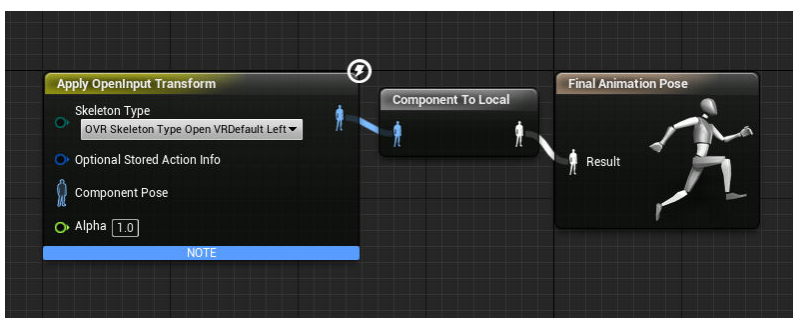 Apply OpenInput Transform
Skeleton Type
OVR Skeleton Type Open VRDefault Left
Optional Stored Action Info
Component Pose
Alpha 1.0
NOTE
Component To Local
Final Animation Pose
Result